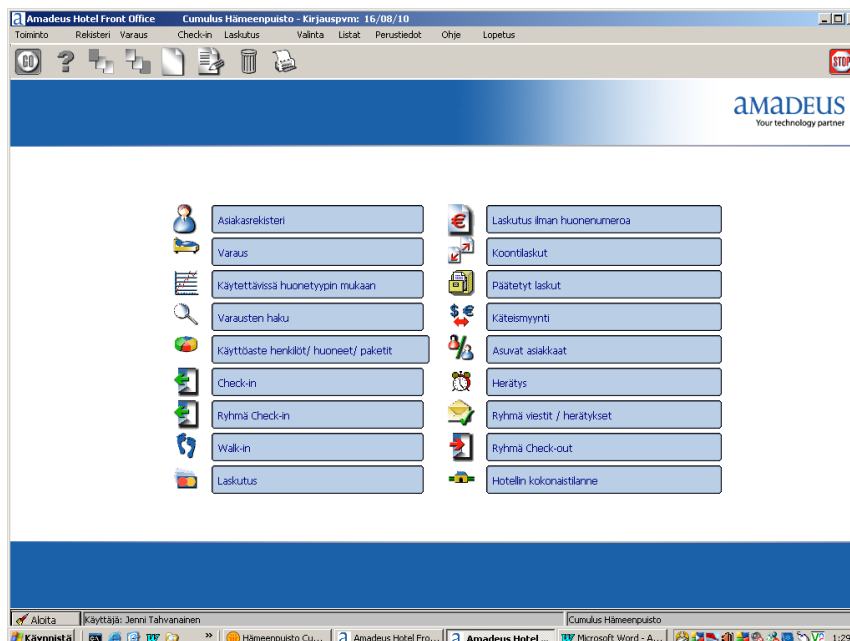 Amadeus Hotel Front Office Cumulus Hämeenpuisto - Kirjauspvm: 16/08/10
Toiminto Rekisteri Varaus Check-in Laskutus Valinta Listat Perustiedot Ohje Lopetus
GO ? STOP
amadeus
Your technology partner
Asiakasrekisteri
Varaus
Käytettävissä huonetyypin mukaan
Varausten haku
Käyttöaste henkilöt/ huoneet/ paketit
Check-in
Ryhmä Check-in
Walk-in
Laskutus
Laskutus ilman huonenumeroa
Koontilaskut
Päätetyt laskut
Käteismyynti
Asuvat asiakkaat
Herätys
Ryhmä viestit / herätykset
Ryhmä Check-out
Hotellin kokonaistilanne
Aloita Käyttäjä: Jenni Tahvanainen Cumulus Hämeenpuisto
Käynnistä » Hämeenpuisto Cu... Amadeus Hotel Fro... Amadeus Hotel ... Microsoft Word - A... 1:29